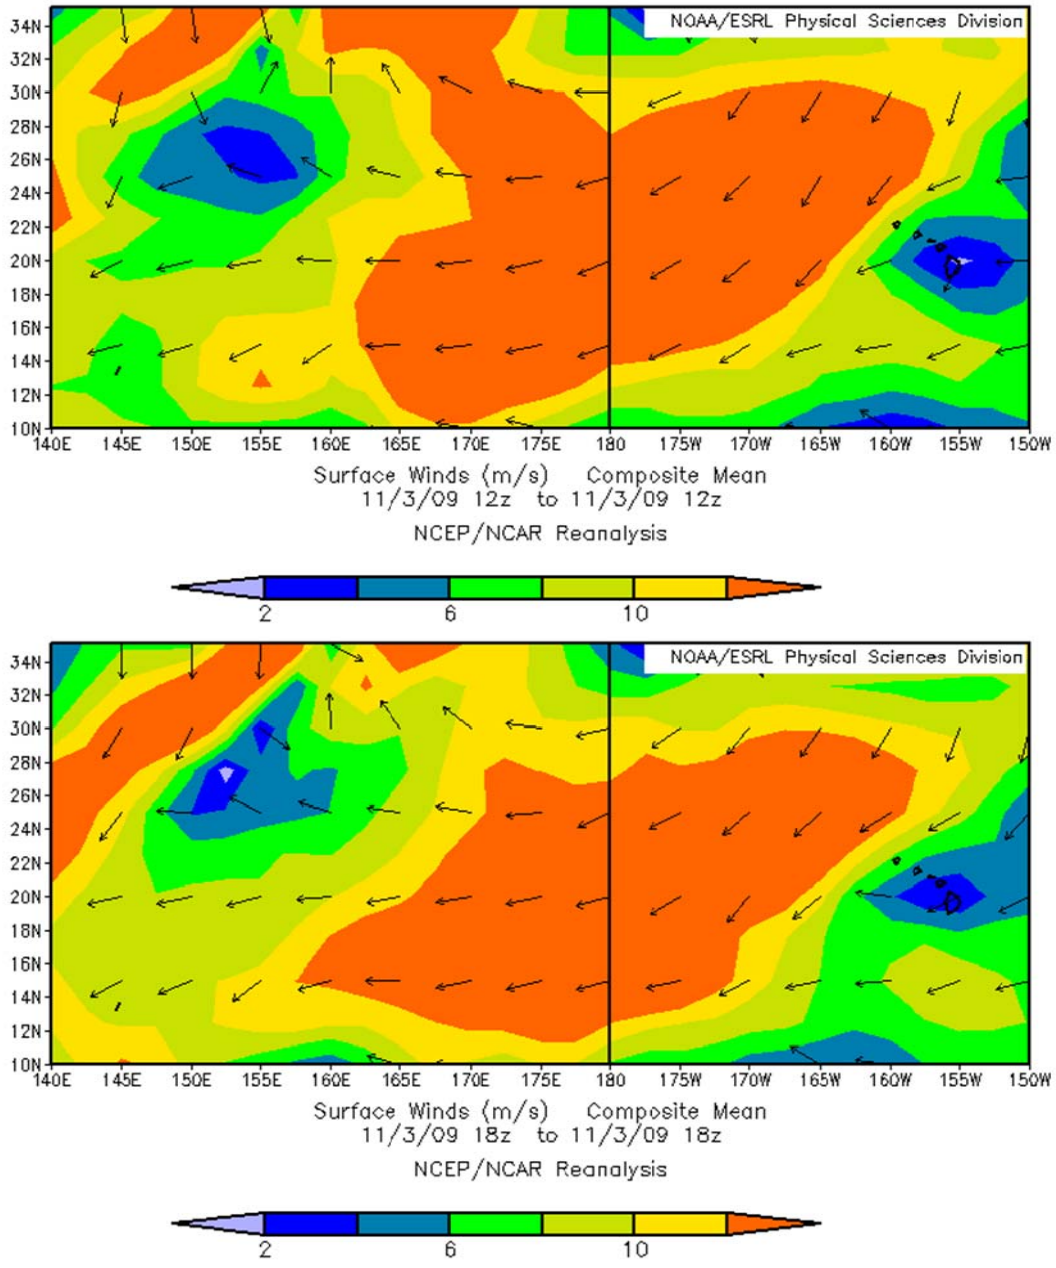 34N
NOAA/ESRL Physical Sciences Division
32N
30N
28N
26N
24N
22N
20N
18N
16N
14N
12N
10N
140E 145E 150E 155E 160E 165E 170E 175E 180 175W 170W 165W 160W 155W 150W
Surface Winds (m/s) Composite Mean
11/3/09 12z to 11/3/09 12z
NCEP/NCAR Reanalysis
2 6 10
34N
NOAA/ESRL Physical Sciences Division
32N
30N
28N
26N
24N
22N
20N
18N
16N
14N
12N
10N
140E 145E 150E 155E 160E 165E 170E 175E 180 175W 170W 165W 160W 155W 150W
Surface Winds (m/s) Composite Mean
11/3/09 18z to 11/3/09 18z
NCEP/NCAR Reanalysis
2 6 10